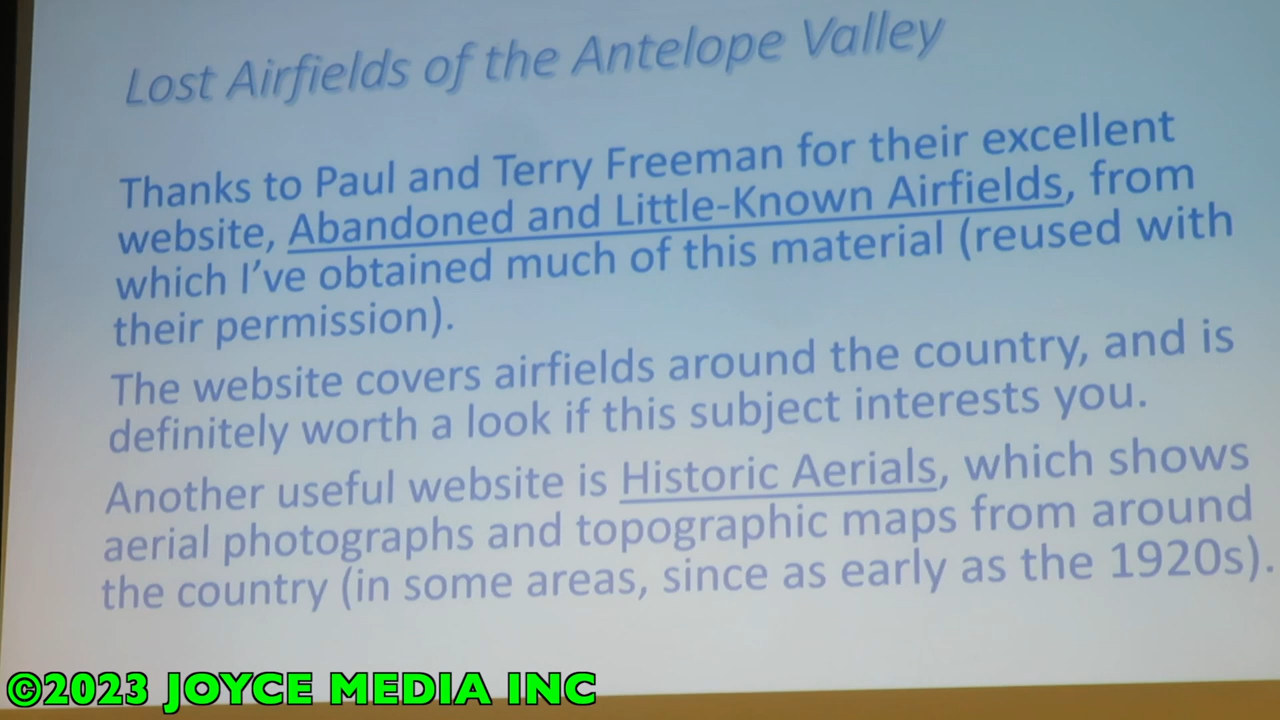 Lost Airfields of the Antelope Valley
Thanks to Paul and Terry Freeman for their excellent
website, Abandoned and Little-Known Airfields, from
which I’ve obtained much of this material (reused with
their permission).
The website covers airfields around the country, and is
definitely worth a look if this subject interests you.
Another useful website is Historic Aerials, which shows
aerial photographs and topographic maps from around
the country (in some areas, since as early as the 1920s).
©2023 JOYCE MEDIA INC